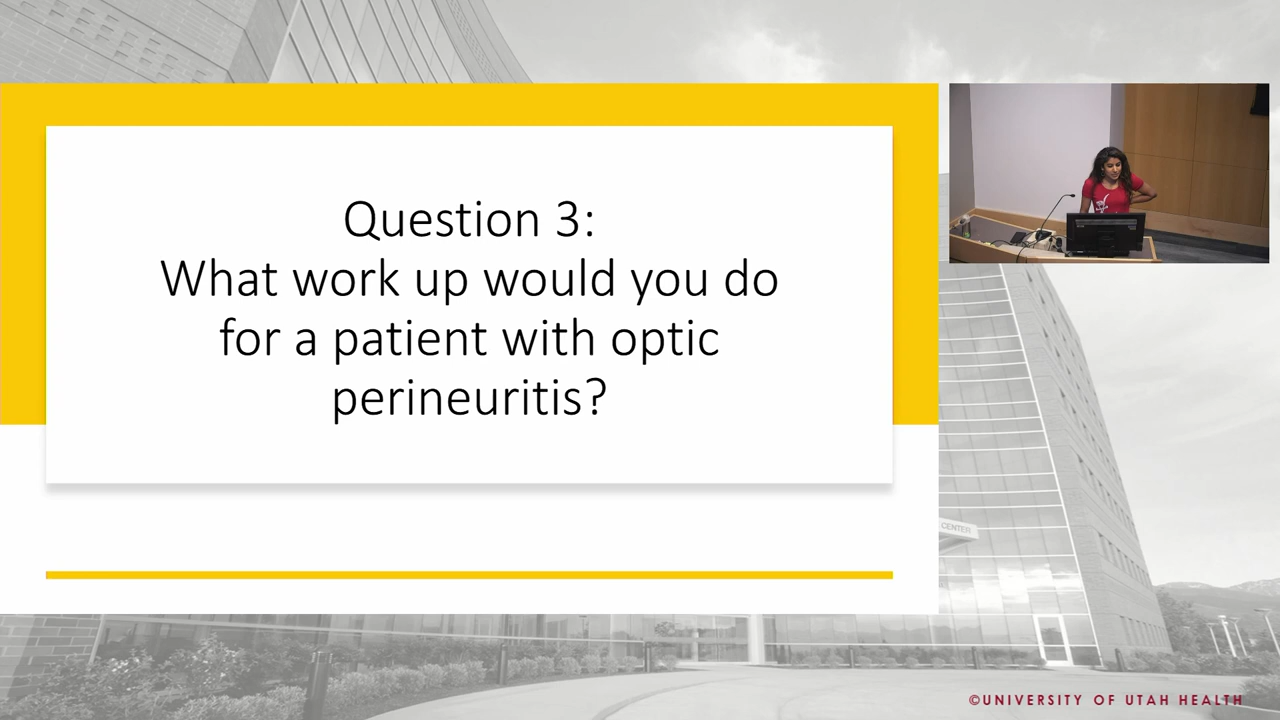 Question 3:
What work up would you do
for a patient with optic
perineuritis?
CENTER
©UNIVERSITY OF UTAH HEALTH